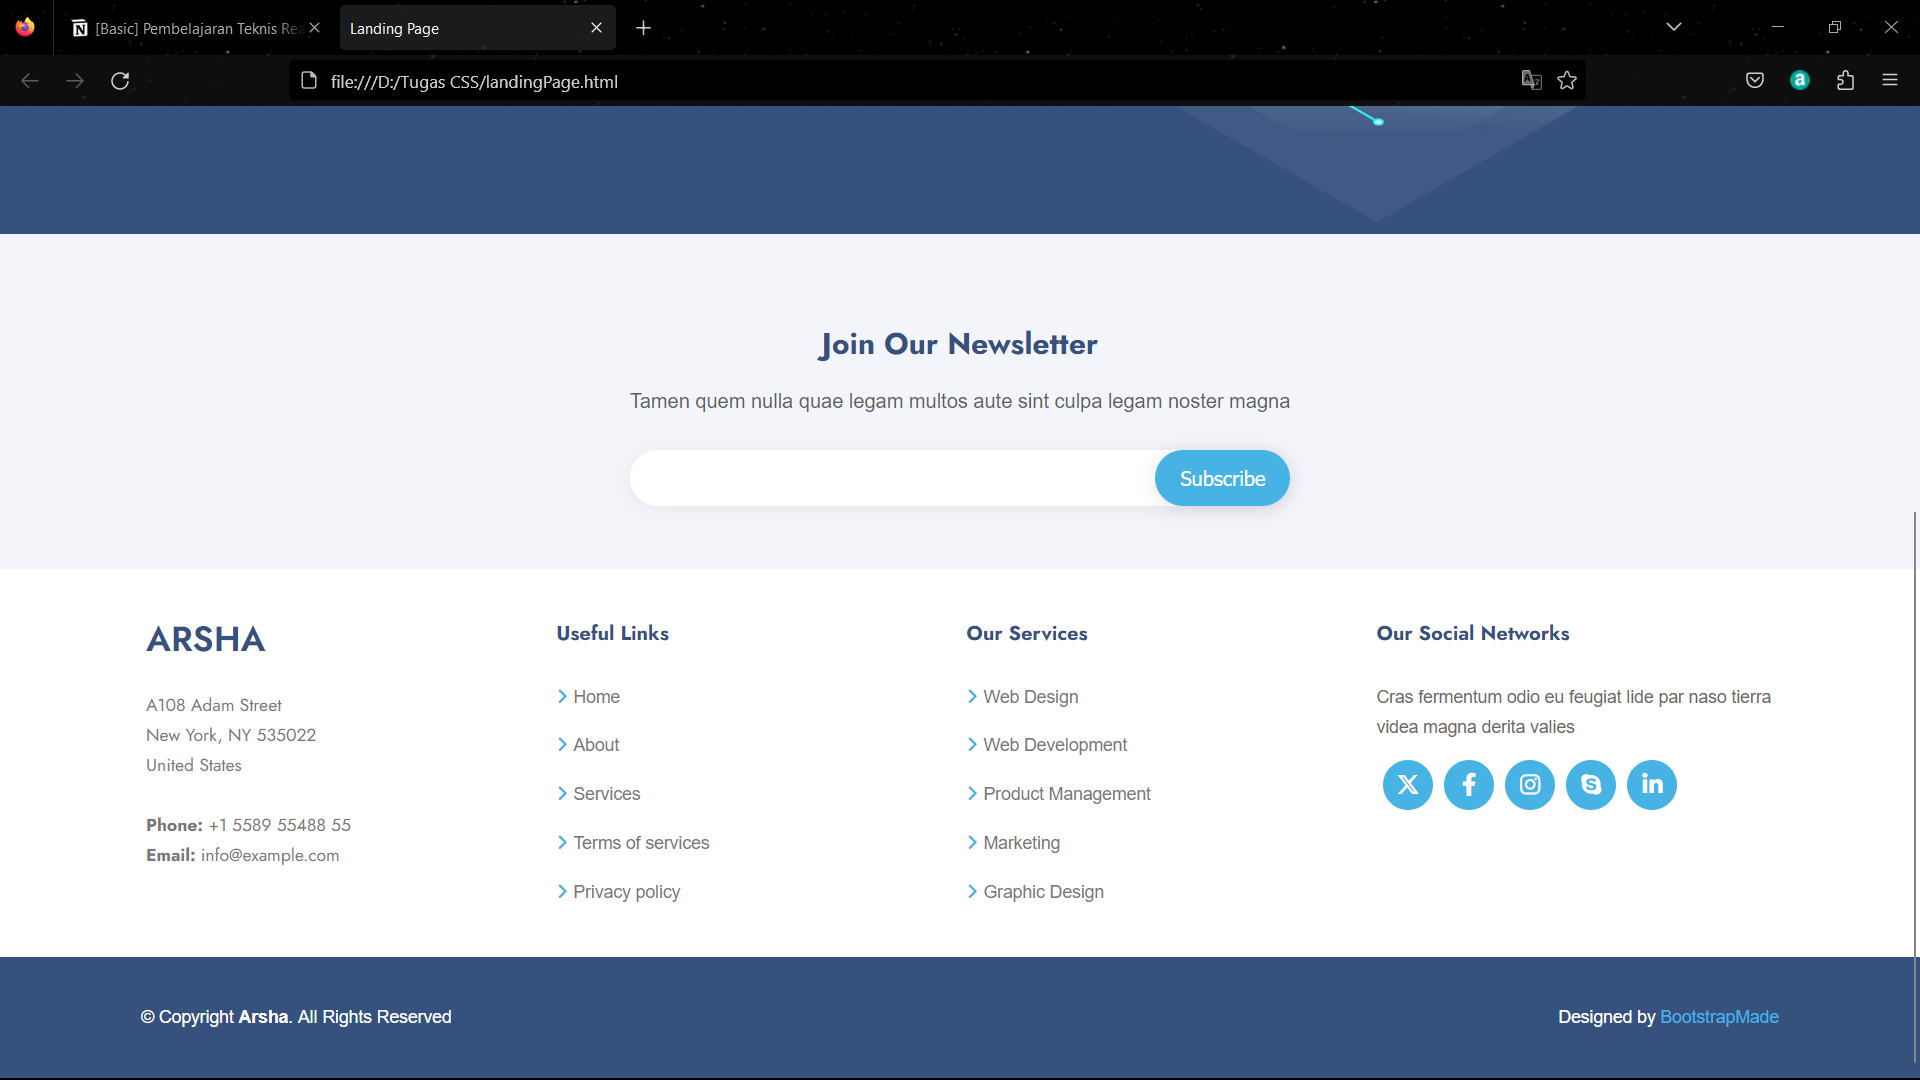 [Basic] Pembelajaran Teknis Rea
Landing Page
file:///D:/Tugas CSS/landingPage.html
Join Our Newsletter
Tamen quem nulla quae legam multos aute sint culpa legam noster magna
Subscribe
ARSHA
A108 Adam Street
New York, NY 535022
United States
Phone: +1 5589 55488 55
Email: info@example.com
Useful Links
Home
About
Services
Terms of services
Privacy policy
Our Services
Web Design
Web Development
Product Management
Marketing
Graphic Design
Our Social Networks
Cras fermentum odio eu feugiat lide par naso tierra
videa magna derita valies
© Copyright Arsha. All Rights Reserved
Designed by BootstrapMade